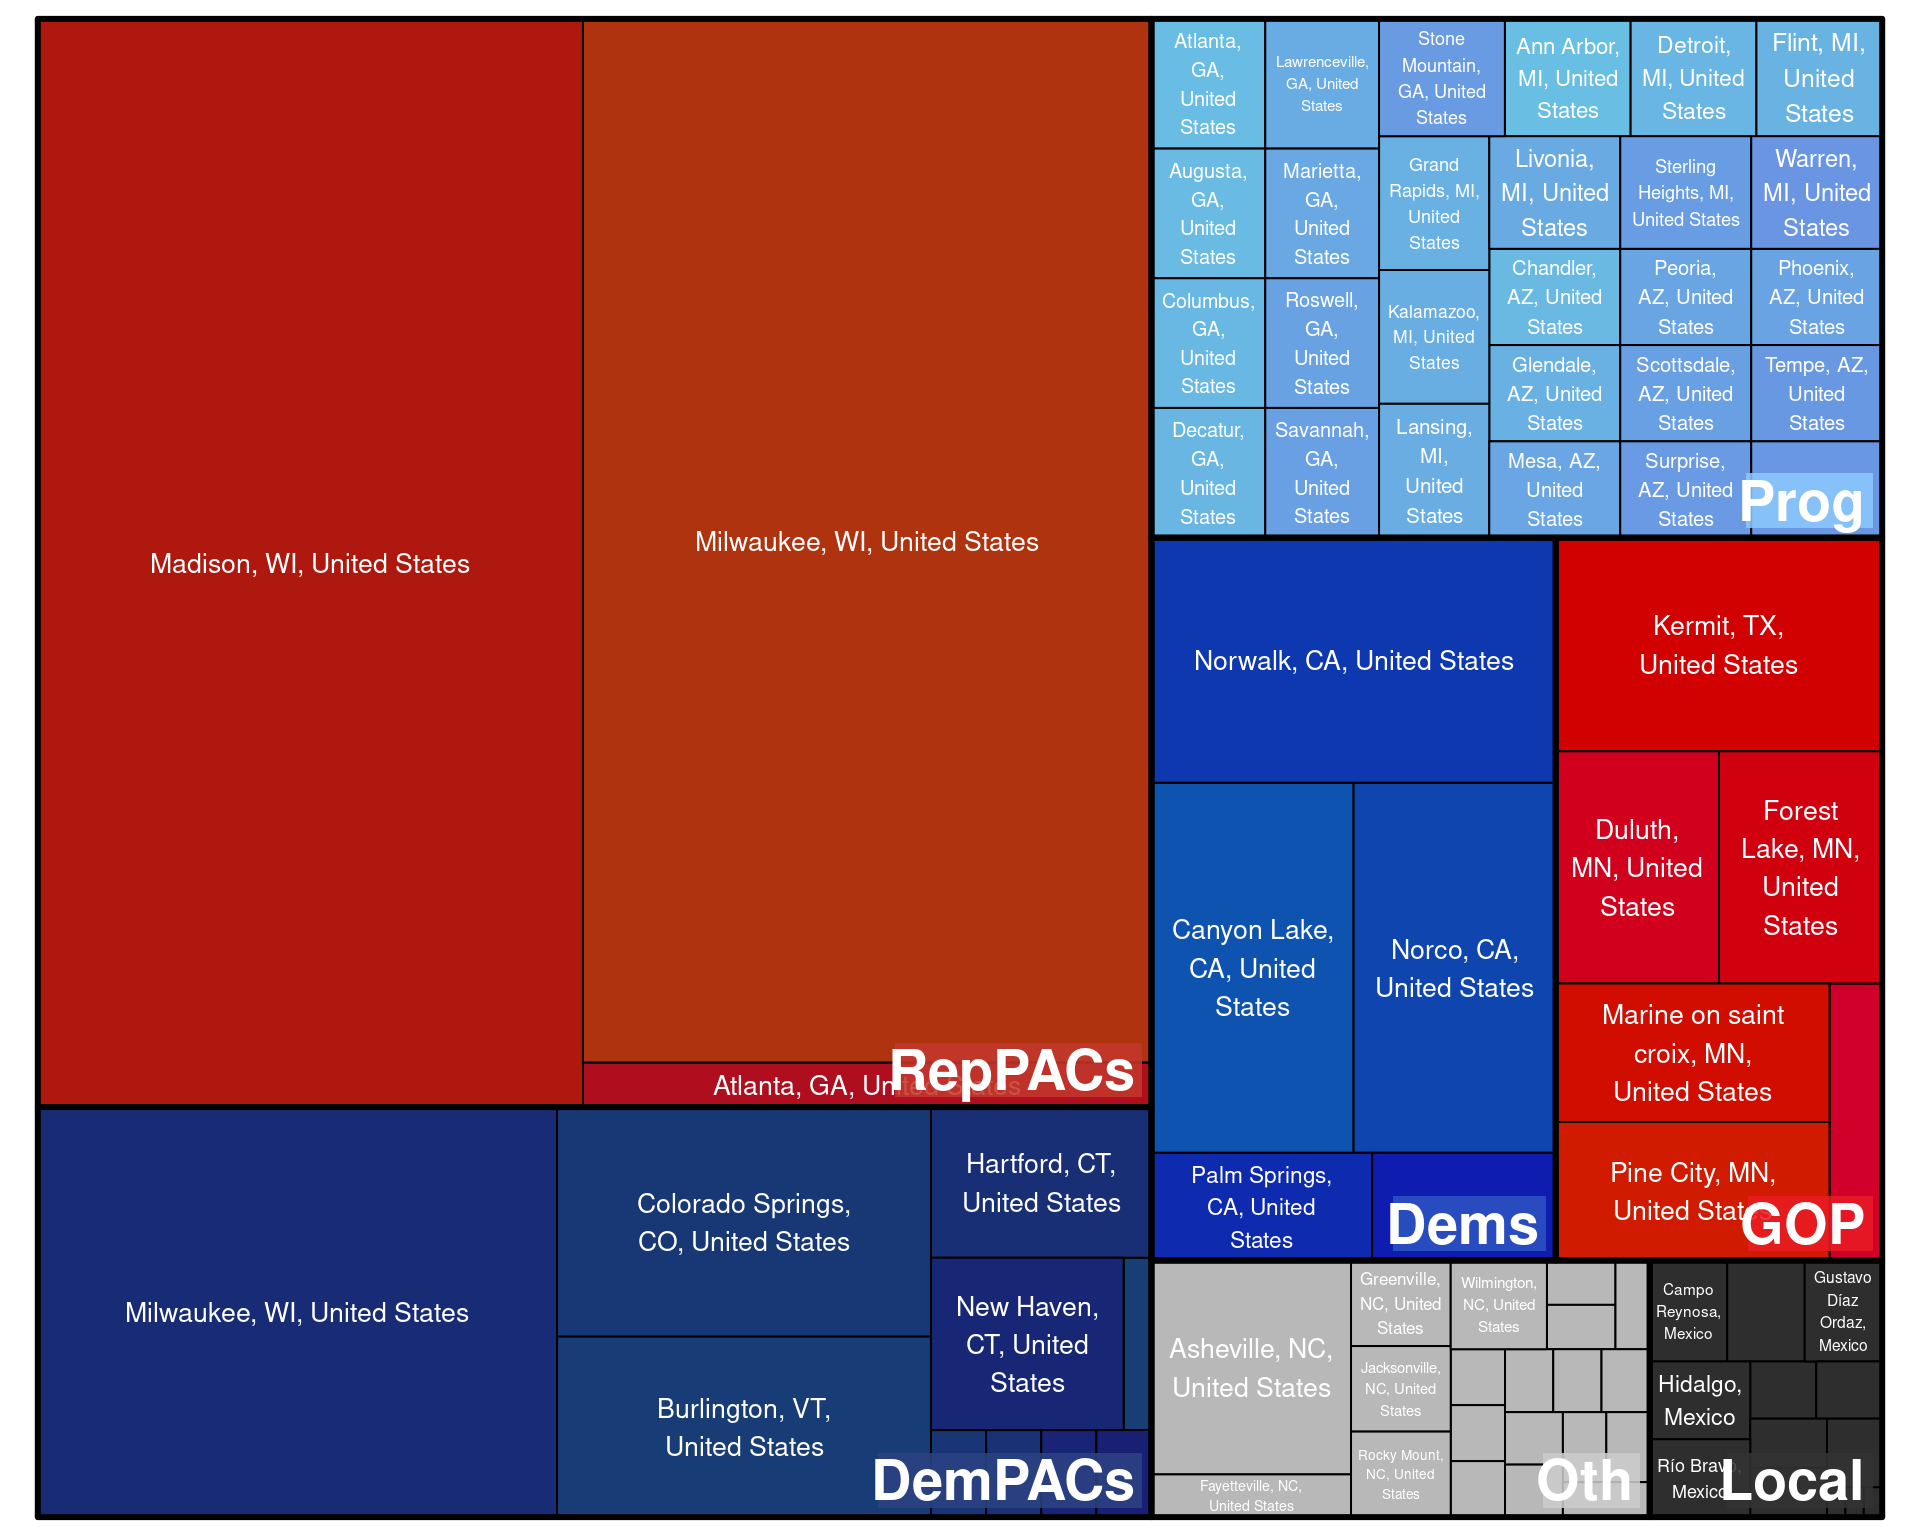 Madison, WI, United States
Milwaukee, WI, United States
Atlanta, GA, United States
RepPACs
Milwaukee, WI, United States
Colorado Springs,
CO, United States
Burlington, VT,
United States
Hartford, CT,
United States
New Haven,
CT, United
States
DemPACs
Atlanta,
GA,
United
States
Lawrenceville,
GA, United
States
Stone
Mountain,
GA, United
States
Ann Arbor,
MI, United
States
Detroit,
MI, United
States
Flint, MI,
United
States
Augusta,
GA,
United
States
Marietta,
GA,
United
States
Grand
Rapids, MI,
United
States
Livonia,
MI, United
States
Sterling
Heights, MI,
United States
Warren,
MI, United
States
Columbus,
GA,
United
States
Roswell,
GA,
United
States
Kalamazoo,
MI, United
States
Chandler,
AZ, United
States
Peoria,
AZ, United
States
Phoenix,
AZ, United
States
Glendale,
AZ, United
States
Scottsdale,
AZ, United
States
Tempe, AZ,
United
States
Decatur,
GA,
United
States
Savannah,
GA,
United
States
Lansing,
MI,
United
States
Mesa, AZ,
United
States
Surprise,
AZ, United
States
Prog
Norwalk, CA, United States
Canyon Lake,
CA, United
States
Norco, CA,
United States
Palm Springs,
CA, United
States
Dems
Kermit, TX,
United States
Duluth,
MN, United
States
Forest
Lake, MN,
United
States
Marine on saint
croix, MN,
United States
Pine City, MN,
United States
GOP
Asheville, NC,
United States
Fayetteville, NC,
United States
Greenville,
NC, United
States
Jacksonville,
NC, United
States
Rocky Mount,
NC, United
States
Wilmington,
NC, United
States
Oth
Campo
Reynosa,
Mexico
Gustavo
Díaz
Ordaz,
Mexico
Hidalgo,
Mexico
Río Bravo,
Mexico
Local